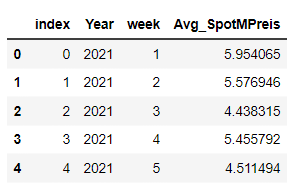 index Year week Avg_SpotMPreis
0 0 2021 1 5.954065
1 1 2021 2 5.576946
2 2 2021 3 4.438315
3 3 2021 4 5.455792
4 4 2021 5 4.511494